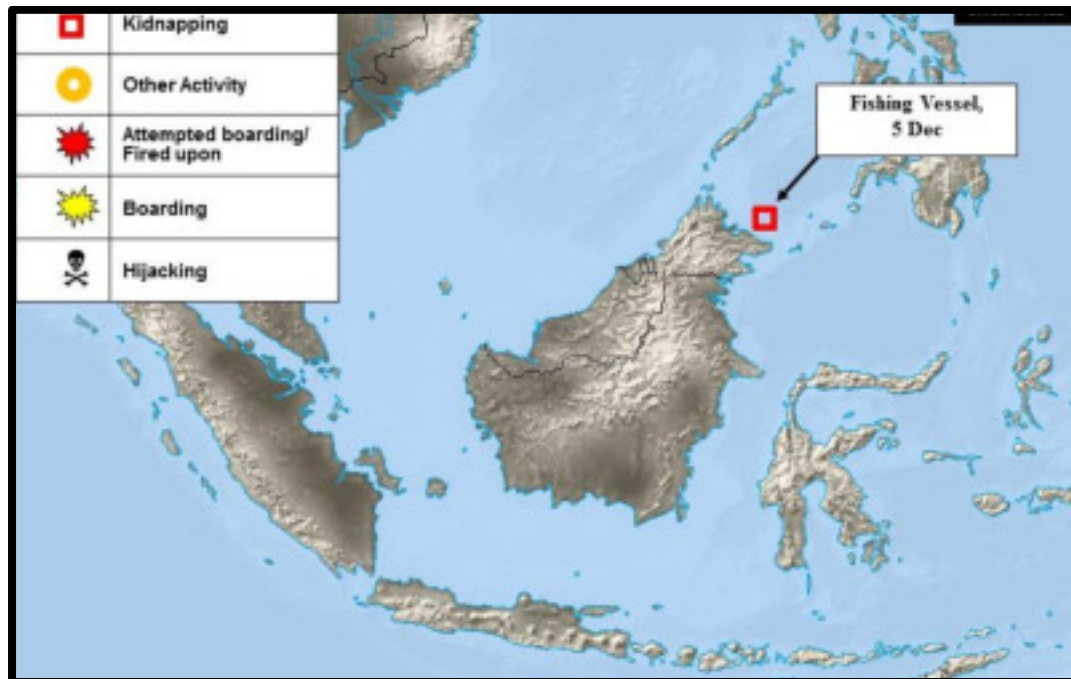 Kidnapping
Other Activity
Attempted boarding/
Fired upon
Boarding
Hijacking
Fishing Vessel,
5 Dec